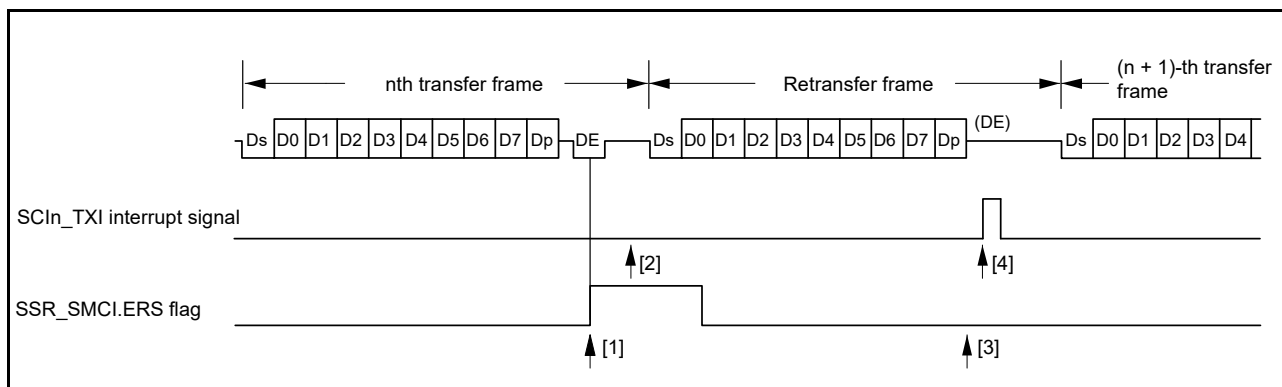 nth transfer frame Retransfer frame (n + 1)-th transfer
frame
Ds D0 D1 D2 D3 D4 D5 D6 D7 Dp DE Ds D0 D1 D2 D3 D4 D5 D6 D7 Dp (DE) Ds D0 D1 D2 D3 D4
SCIn_TXI interrupt signal
[2] [4]
SSR_SMCI.ERS flag
[1] [3]